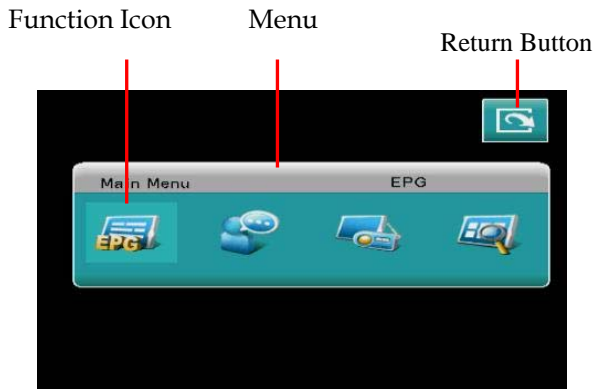 Function Icon Menu
Return Button
Main Menu EPG
EPG